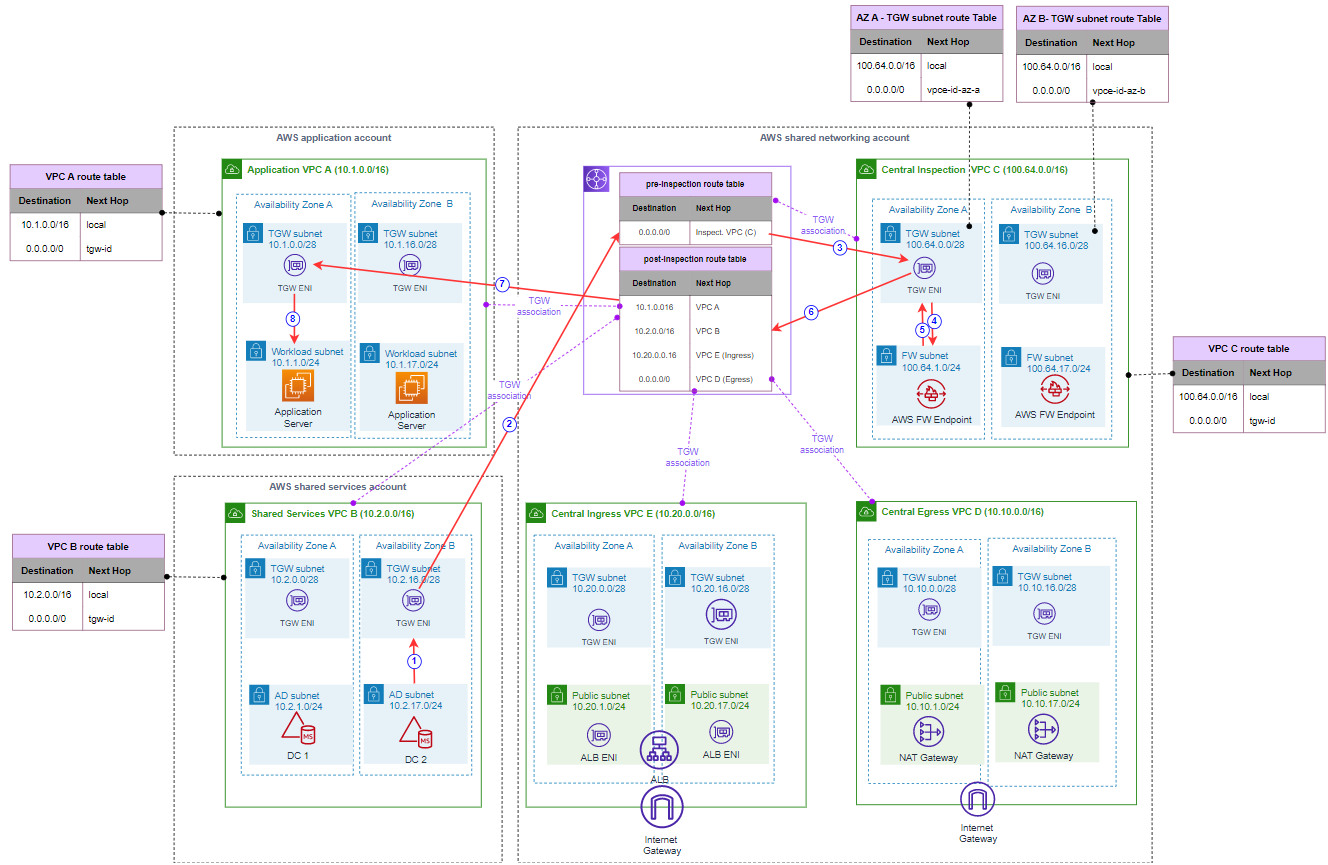 AZ A - TGW subnet route Table
Destination Next Hop
100.64.0.0/16 local
0.0.0.0/0 vpce-id-az-a
AZ B- TGW subnet route Table
Destination Next Hop
100.64.0.0/16 local
0.0.0.0/0 vpce-id-az-b
AWS application account
AWS shared networking account
VPC A route table
Destination Next Hop
10.1.0.0/16 local
0.0.0.0/0 tgw-id
Application VPC A (10.1.0.0/16)
Availability Zone A
TGW subnet
10.1.0.0/28
TGW ENI
8
Workload subnet
10.1.1.0/24
Application
Server
Availability Zone B
TGW subnet
10.1.16.0/28
TGW ENI
Workload subnet
10.1.17.0/24
Application
Server
pre-inspection route table
Destination Next Hop
0.0.0.0/0 Inspect. VPC (C)
post-inspection route table
Destination Next Hop
10.1.0.016 VPC A
10.2.0.0/16 VPC B
10.20.0.0.16 VPC E (Ingress)
0.0.0.0/0 VPC D (Egress)
TGW
association
3
7
TGW
association
6
TGW
association
2
TGW
association
TGW
association
Central Inspection VPC C (100.64.0.0/16)
Availability Zone A
TGW subnet
100.64.0.0/28
TGW ENI
4
5
FW subnet
100.64.1.0/24
AWS FW Endpoint
Availability Zone B
TGW subnet
100.64.16.0/28
TGW ENI
FW subnet
100.64.17.0/24
AWS FW Endpoint
VPC C route table
Destination Next Hop
100.64.0.0/16 local
0.0.0.0/0 tgw-id
AWS shared services account
VPC B route table
Destination Next Hop
10.2.0.0/16 local
0.0.0.0/0 tgw-id
Shared Services VPC B (10.2.0.0/16)
Availability Zone A
TGW subnet
10.2.0.0/28
TGW ENI
AD subnet
10.2.1.0/24
MS
DC 1
Availability Zone B
TGW subnet
10.2.16.0/28
TGW ENI
1
AD subnet
10.2.17.0/24
MS
DC 2
Central Ingress VPC E (10.20.0.0/16)
Availability Zone A
TGW subnet
10.20.0.0/28
TGW ENI
Public subnet
10.20.1.0/24
ALB ENI
Availability Zone B
TGW subnet
10.20.16.0/28
TGW ENI
Public subnet
10.20.17.0/24
ALB ENI
ALB
Internet
Gateway
Central Egress VPC D (10.10.0.0/16)
Availability Zone A
TGW subnet
10.10.0.0/28
TGW ENI
Public subnet
10.10.1.0/24
NAT Gateway
Availability Zone B
TGW subnet
10.10.16.0/28
TGW ENI
Public subnet
10.10.17.0/24
NAT Gateway
Internet
Gateway